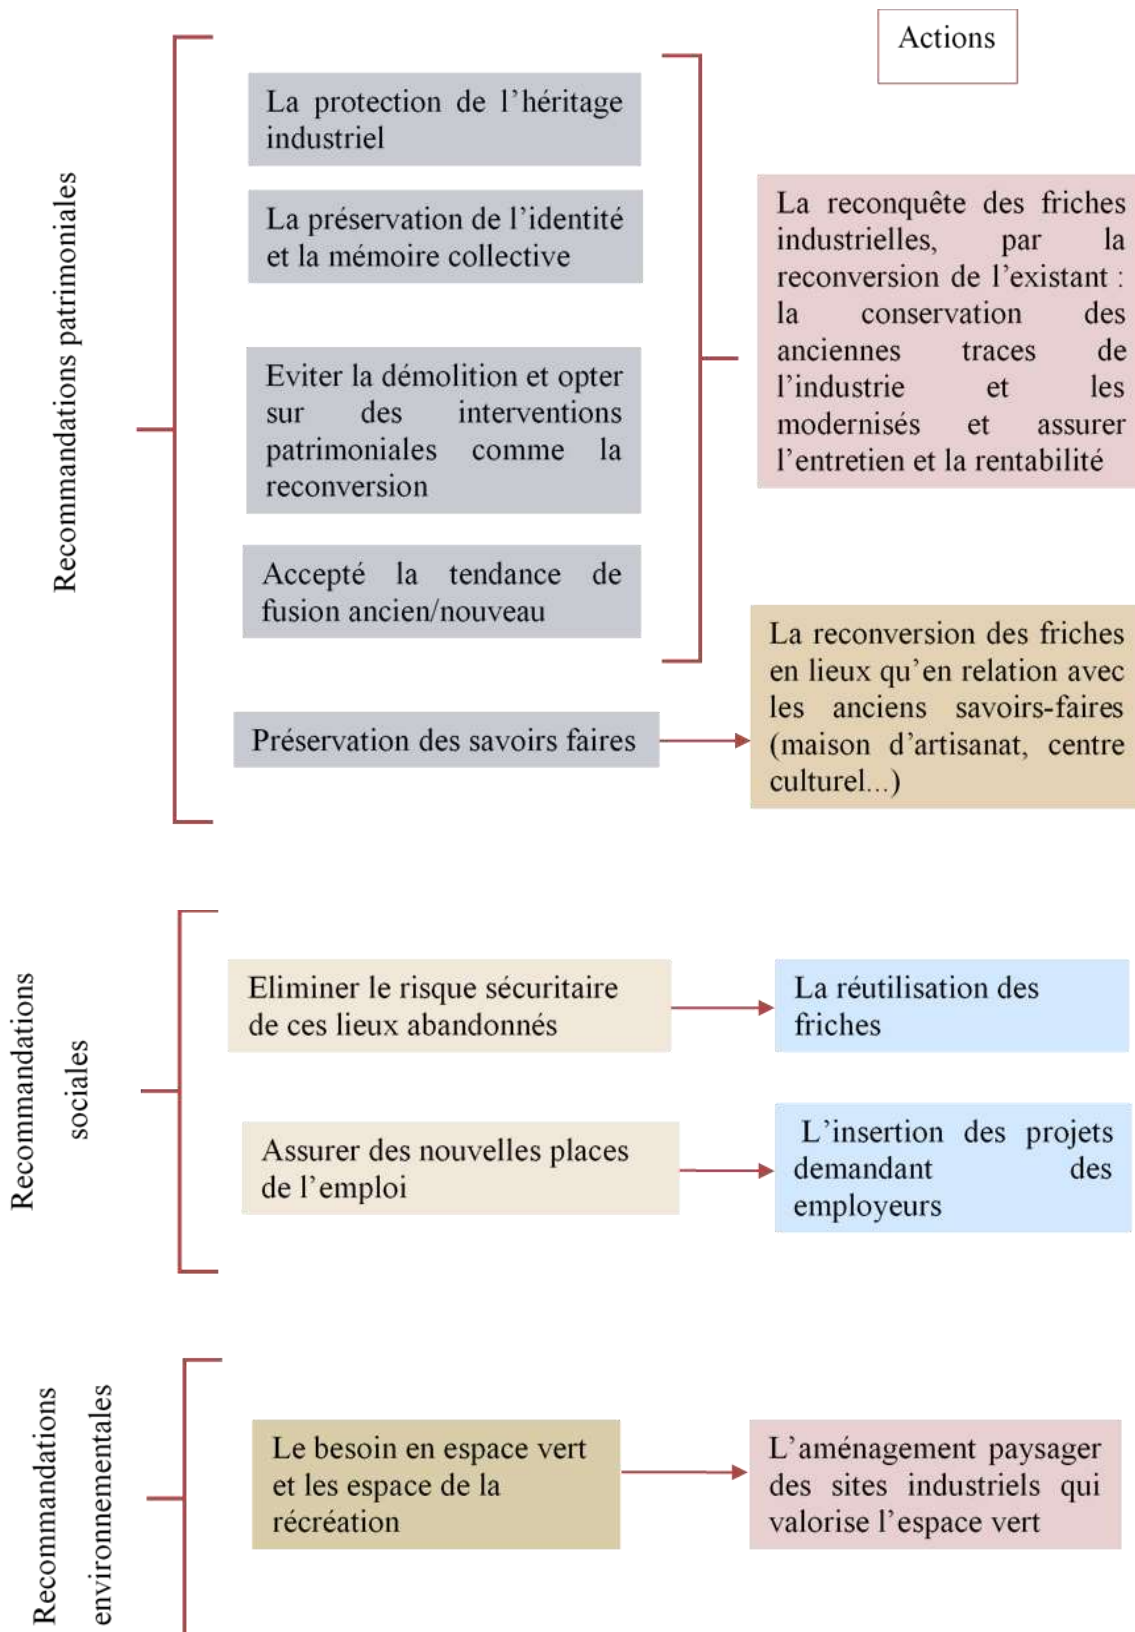 Actions
Recommandations patrimoniales
La protection de l’héritage
industriel
La préservation de l’identité
et la mémoire collective
Eviter la démolition et opter
sur des interventions
patrimoniales comme la
reconversion
Accepté la tendance de
fusion ancien/nouveau
Préservation des savoirs faires
La reconquête des friches
industrielles, par la
reconversion de l’existant :
la conservation des
anciennes traces de
l’industrie et les
modernisés et assurer
l’entretien et la rentabilité
La reconversion des friches
en lieux qu’en relation avec
les anciens savoirs-faires
(maison d’artisanat, centre
culturel...)
Recommandations
sociales
Eliminer le risque sécuritaire
de ces lieux abandonnés
La réutilisation des
friches
Assurer des nouvelles places
de l’emploi
L’insertion des projets
demandant des
employeurs
Recommandations
environnementales
Le besoin en espace vert
et les espace de la
récréation
L’aménagement paysager
des sites industriels qui
valorise l’espace vert